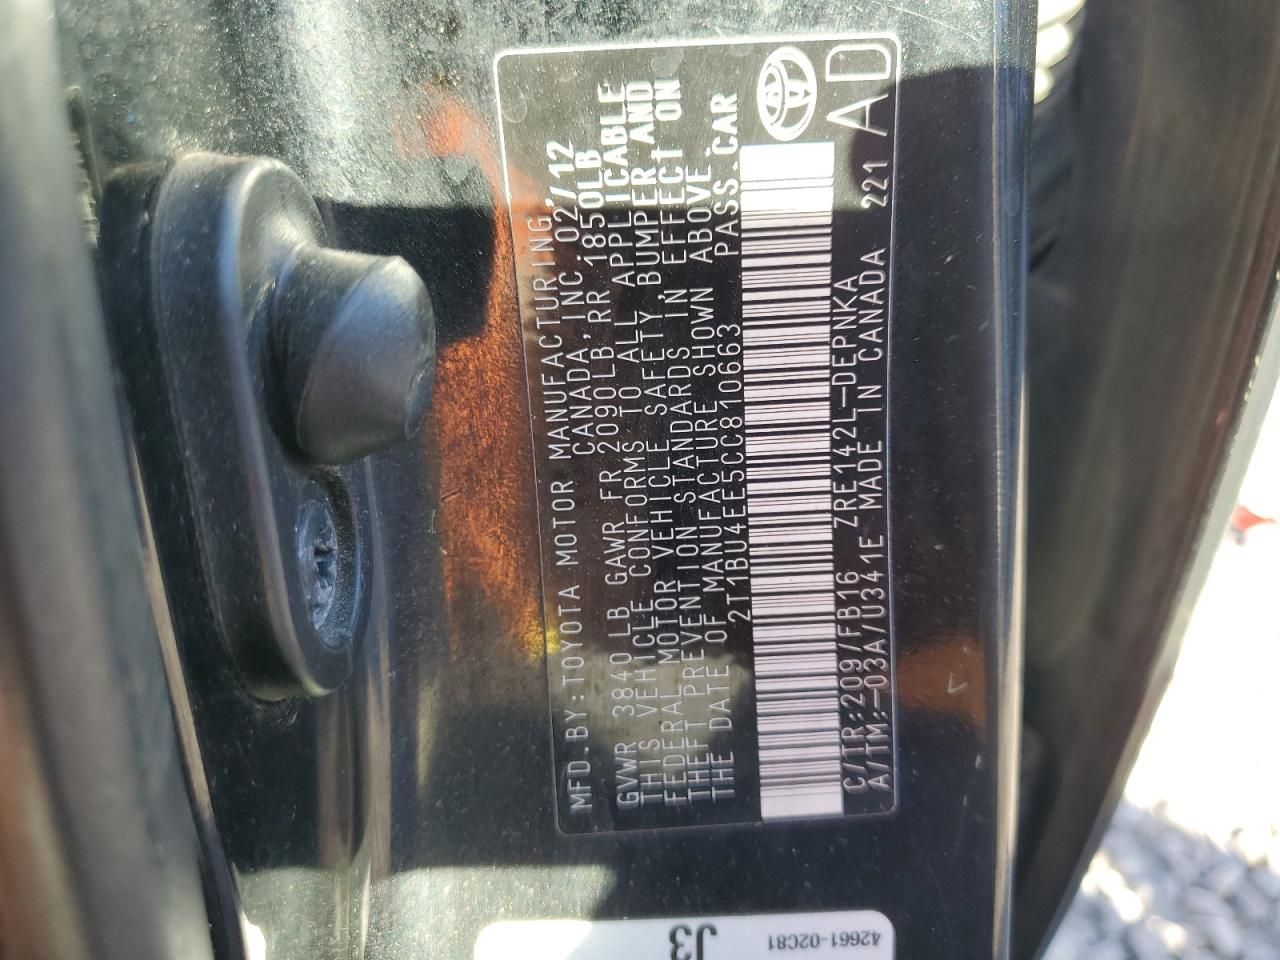 MFD.BY:TOYOTA MOTOR MANUFACTURING,
CANADA,INC. 02/12
GVWR 3840LB GAWR FR 2090LB,RR 1850LB
THIS VEHICLE CONFORMS TO ALL APPLICABLE
FEDERAL MOTOR VEHICLE SAFETY,BUMPER AND
THEFT PREVENTION STANDARDS IN EFFECT ON
THE DATE OF MANUFACTURE SHOWN ABOVE.
2T1BU4EE5CC810663 PASS.CAR
C/TR:209/FB16 ZRE142L-DEPNKA 221
A/TM:-03A/U341E MADE IN CANADA
AD
J3
42661-02C81